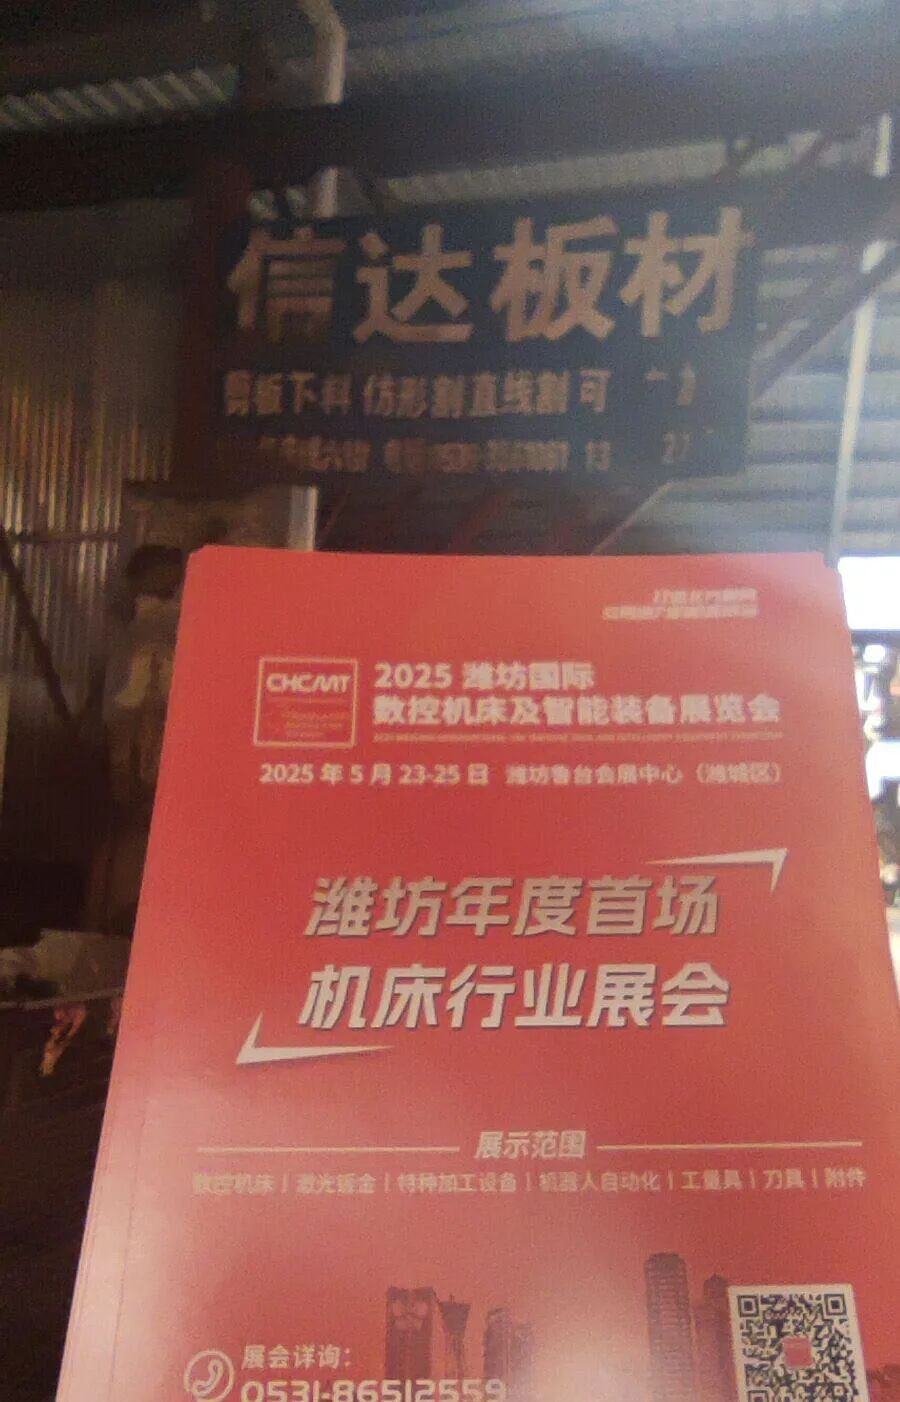 信达板材
剪板下料 仿形割直线割可
CHCMT
2025 潍坊国际
数控机床及智能装备展览会
2025 年 5 月 23-25 日 潍坊鲁台会展中心（潍城区）
潍坊年度首场
机床行业展会
展示范围
数控机床 | 激光钣金 | 特种加工设备 | 机器人自动化 | 工量具 | 刀具 | 附件
展会详询：
0531-86512559